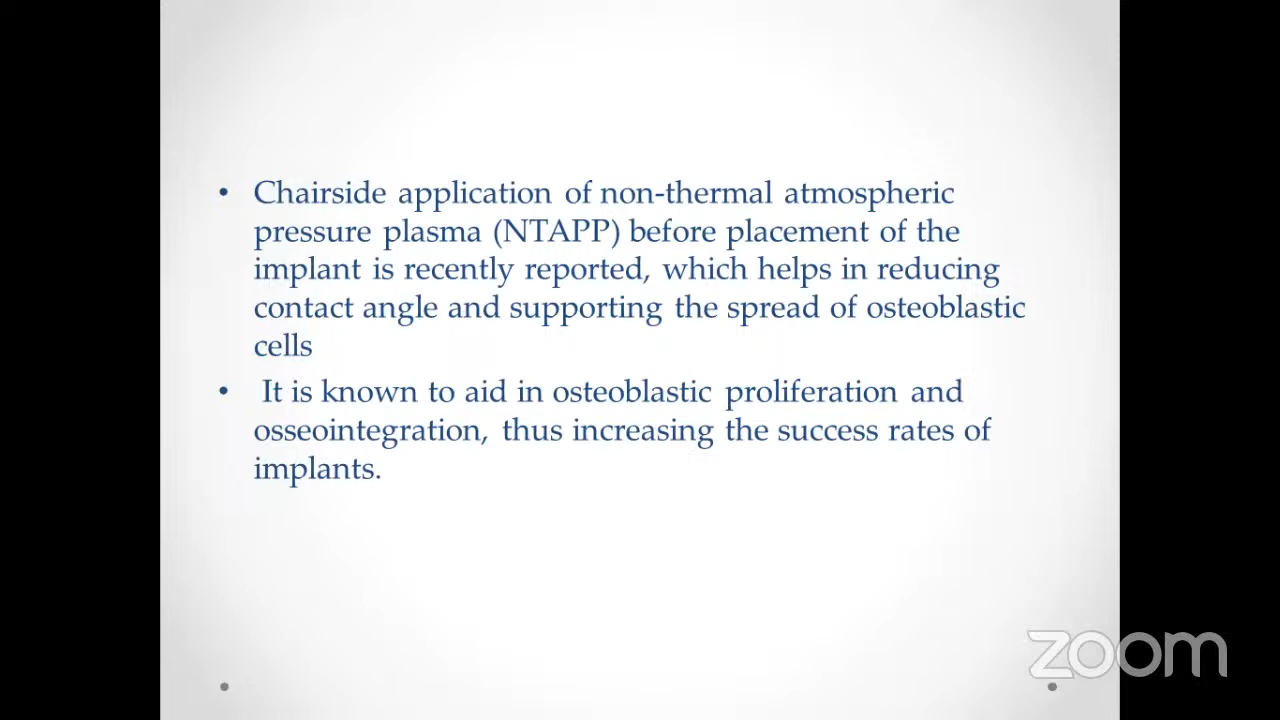 • Chairside application of non-thermal atmospheric
pressure plasma (NTAPP) before placement of the
implant is recently reported, which helps in reducing
contact angle and supporting the spread of osteoblastic
cells
• It is known to aid in osteoblastic proliferation and
osseointegration, thus increasing the success rates of
implants.
zoom